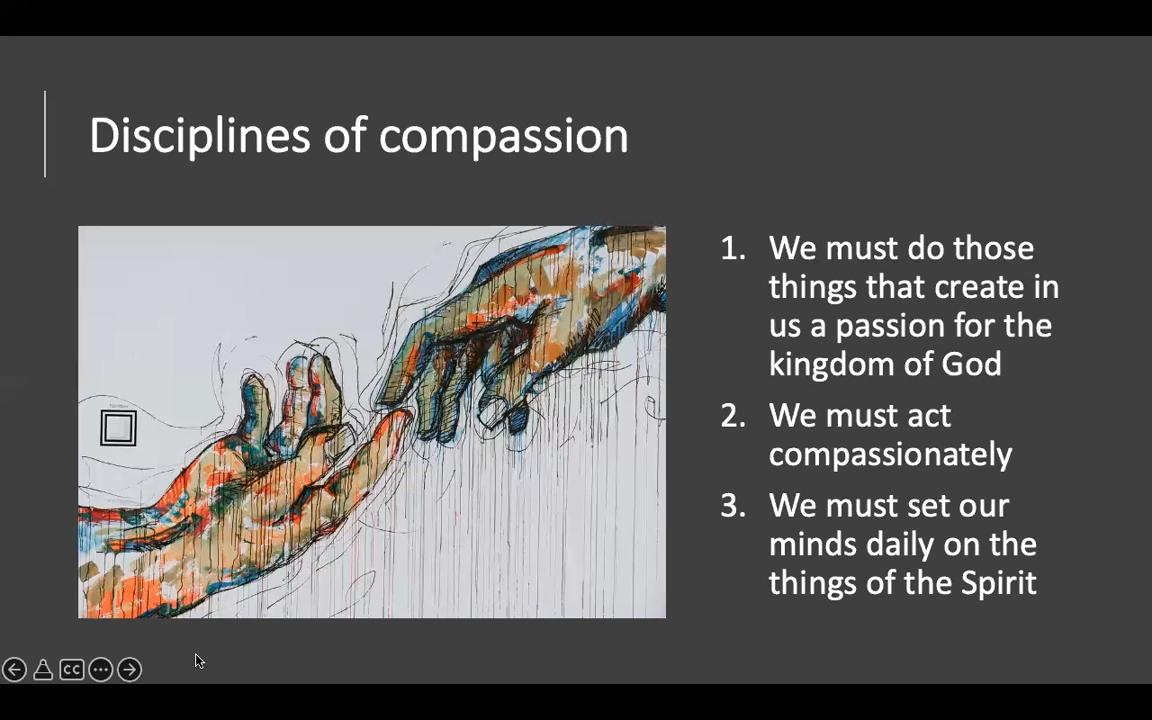 Disciplines of compassion
1. We must do those
things that create in
us a passion for the
kingdom of God
2. We must act
compassionately
3. We must set our
minds daily on the
things of the Spirit
CC